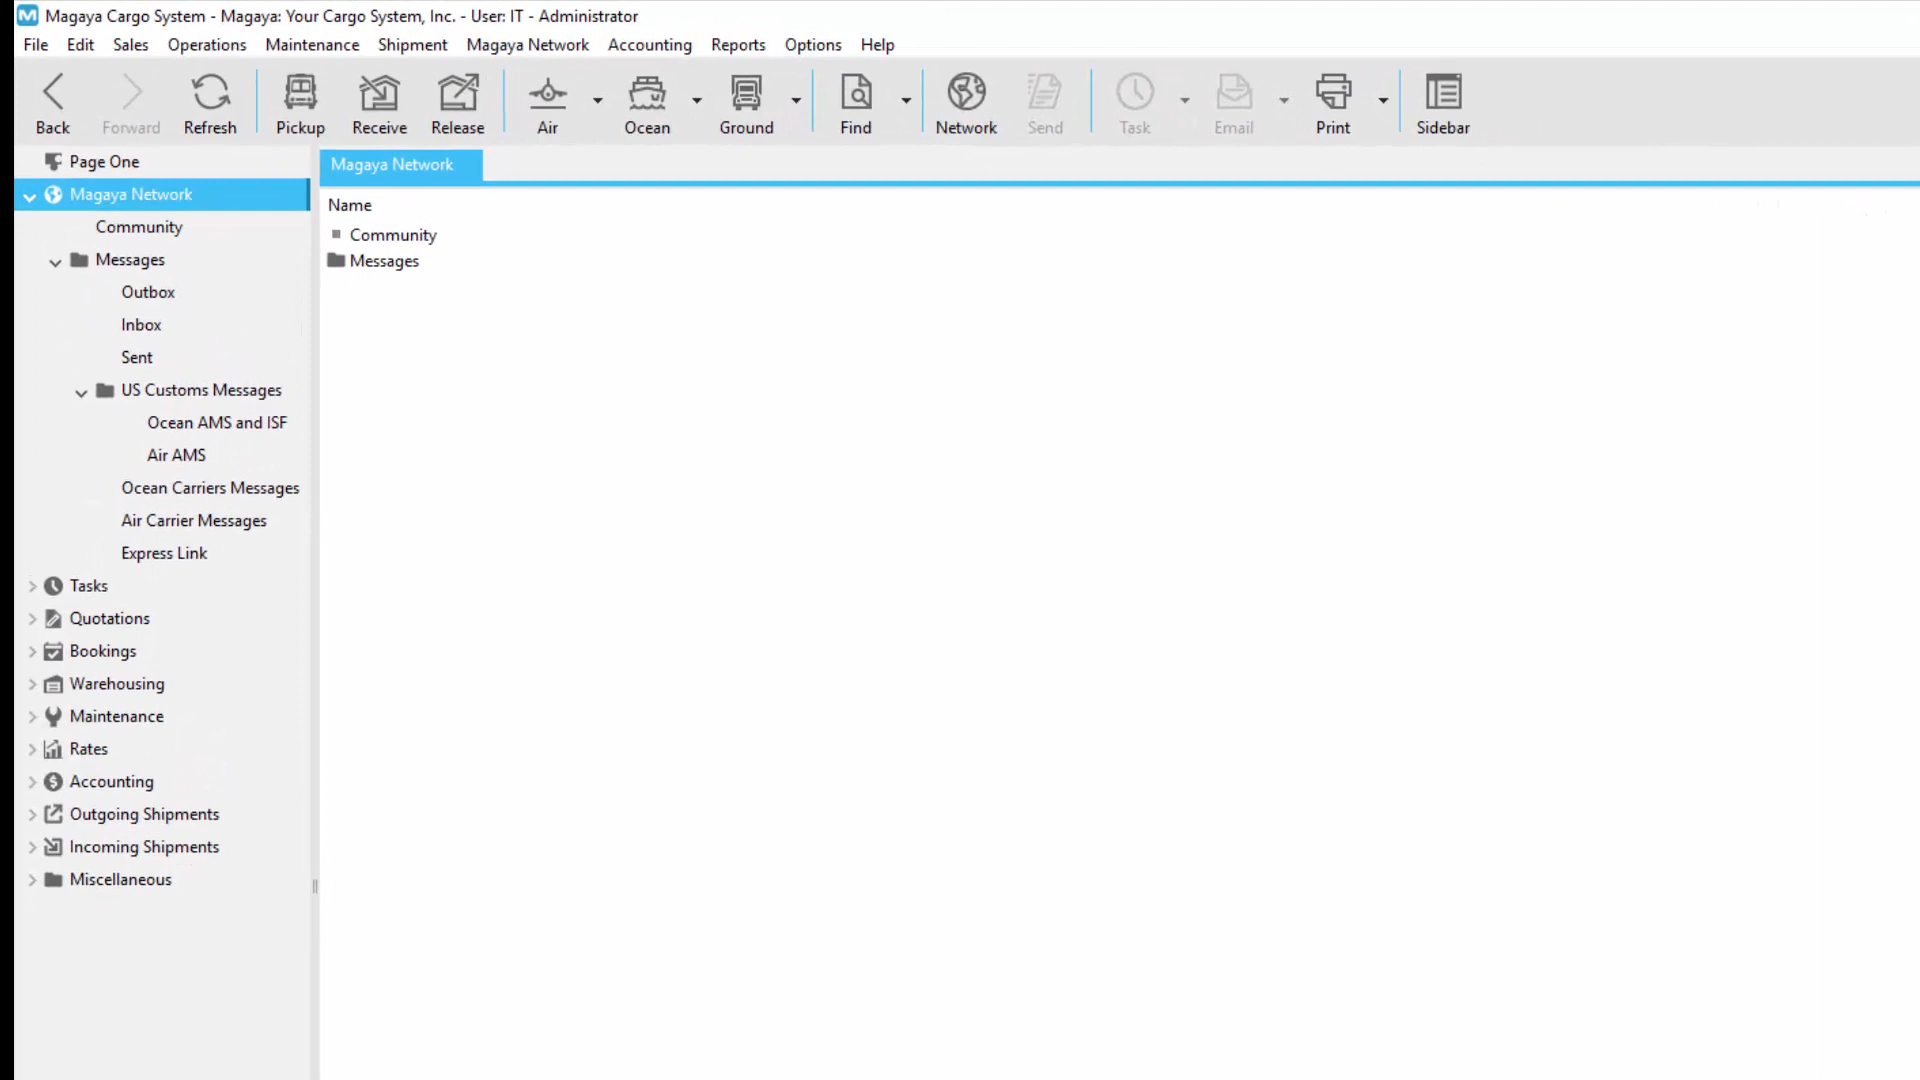 Magaya Cargo System - Magaya: Your Cargo System, Inc. - User: IT - Administrator
File Edit Sales Operations Maintenance Shipment Magaya Network Accounting Reports Options Help
Back Forward Refresh Pickup Receive Release Air Ocean Ground Find Network Send Task Email Print Sidebar
Page One
Magaya Network
Community
Messages
Outbox
Inbox
Sent
US Customs Messages
Ocean AMS and ISF
Air AMS
Ocean Carriers Messages
Air Carrier Messages
Express Link
Tasks
Quotations
Bookings
Warehousing
Maintenance
Rates
Accounting
Outgoing Shipments
Incoming Shipments
Miscellaneous
Magaya Network
Name
Community
Messages